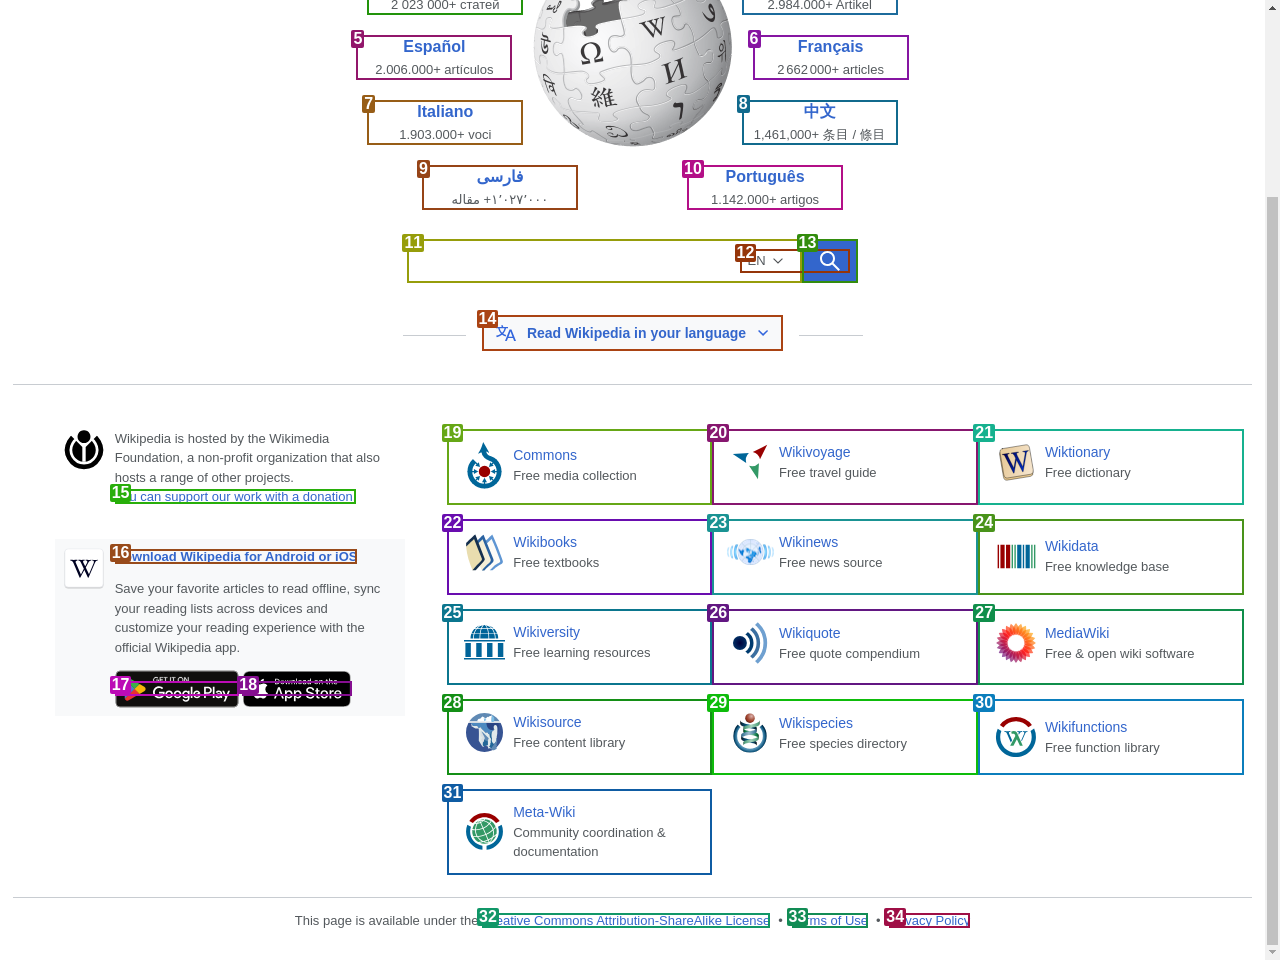 2 023 000+ статей
2.984.000+ Artikel
5
Español
2.006.000+ artículos
6
Français
2 662 000+ articles
7
Italiano
1.903.000+ voci
8
中文
1,461,000+ 条目 / 條目
9
فارسی
۱٬۰۲۷٬۰۰۰+ مقاله
10
Português
1.142.000+ artigos
11
12
EN
13
14
Read Wikipedia in your language
Wikipedia is hosted by the Wikimedia
Foundation, a non-profit organization that also
hosts a range of other projects.
15
can support our work with a donation.
16
Wikipedia for Android or iOS
Save your favorite articles to read offline, sync
your reading lists across devices and
customize your reading experience with the
official Wikipedia app.
17
GET IT ON
Google Play
18
Download on the
App Store
19
Commons
Free media collection
20
Wikivoyage
Free travel guide
21
Wiktionary
Free dictionary
22
Wikibooks
Free textbooks
23
Wikinews
Free news source
24
Wikidata
Free knowledge base
25
Wikiversity
Free learning resources
26
Wikiquote
Free quote compendium
27
MediaWiki
Free & open wiki software
28
Wikisource
Free content library
29
Wikispecies
Free species directory
30
Wikifunctions
Free function library
31
Meta-Wiki
Community coordination &
documentation
This page is available under the
32
Commons Attribution-ShareAlike License
•
33
of Use
•
34
Policy